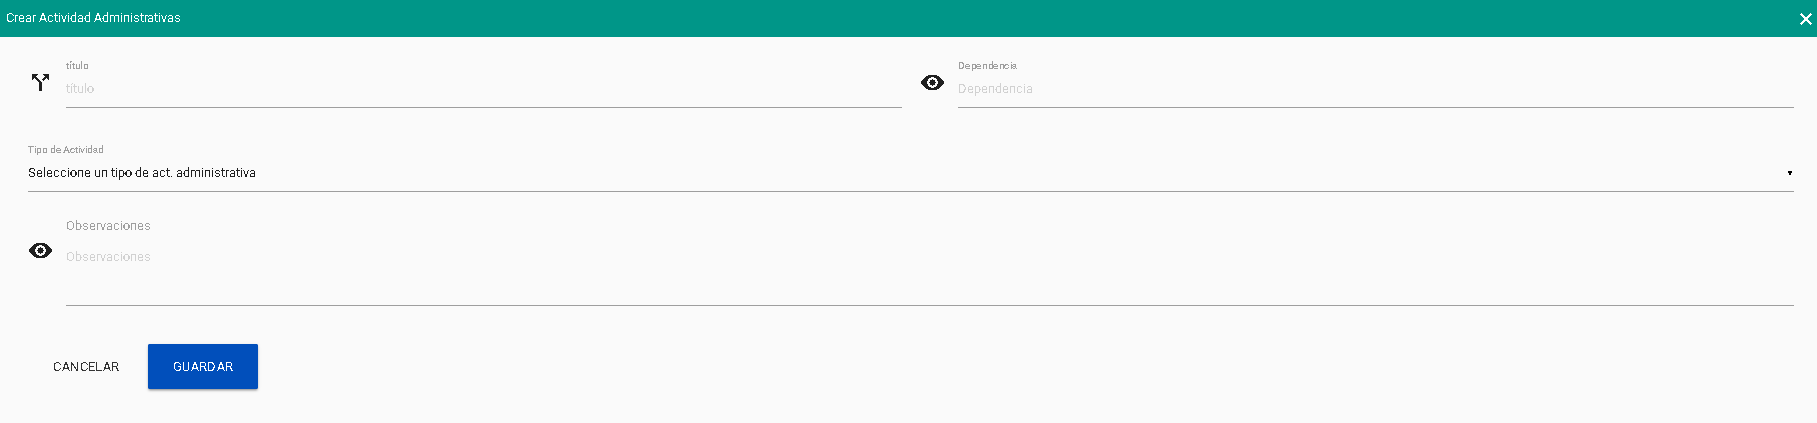 Crear Actividad Administrativas
título
título
Dependencia
Dependencia
Tipo de Actividad
Seleccione un tipo de act. administrativa
Observaciones
Observaciones
CANCELAR
GUARDAR